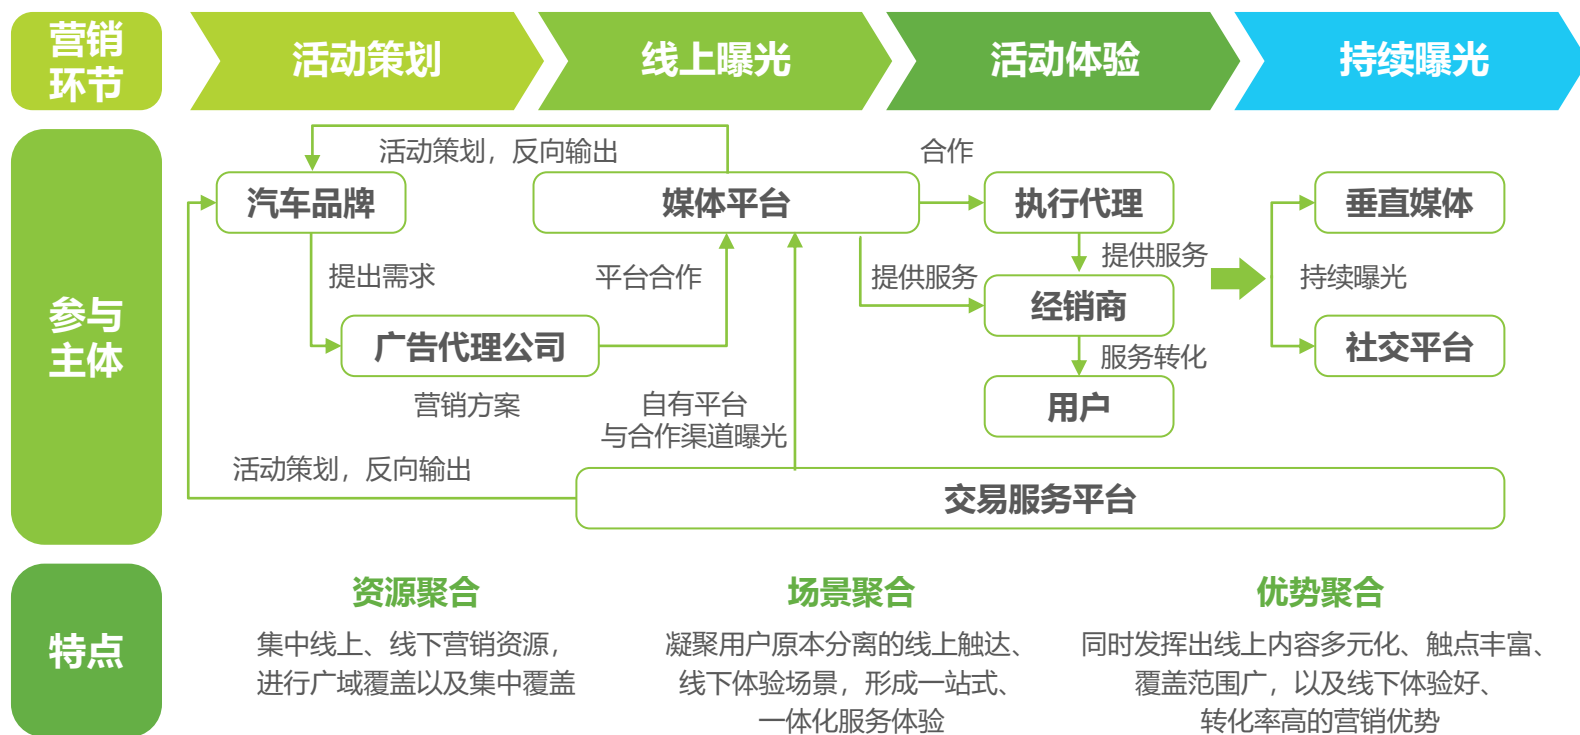 营销
环节
活动策划
线上曝光
活动体验
持续曝光
参与
主体
活动策划，反向输出
合作
汽车品牌
媒体平台
执行代理
垂直媒体
提出需求
平台合作
提供服务
提供服务
持续曝光
经销商
广告代理公司
社交平台
服务转化
营销方案
自有平台
与合作渠道曝光
用户
活动策划，反向输出
交易服务平台
特点
资源聚合
集中线上、线下营销资源，
进行广域覆盖以及集中覆盖
场景聚合
凝聚用户原本分离的线上触达、
线下体验场景，形成一站式、
一体化服务体验
优势聚合
同时发挥出线上内容多元化、触点丰富、
覆盖范围广，以及线下体验好、
转化率高的营销优势